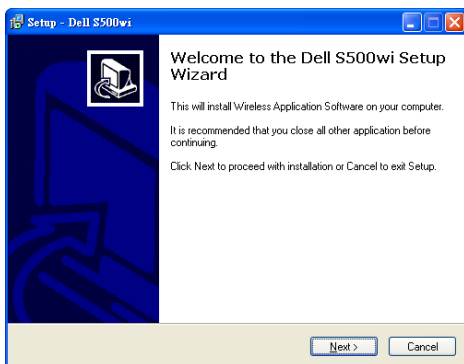 Setup - Dell S500wi
Welcome to the Dell S500wi Setup
Wizard
This will install Wireless Application Software on your computer.
It is recommended that you close all other application before
continuing.
Click Next to proceed with installation or Cancel to exit Setup.
Next > Cancel